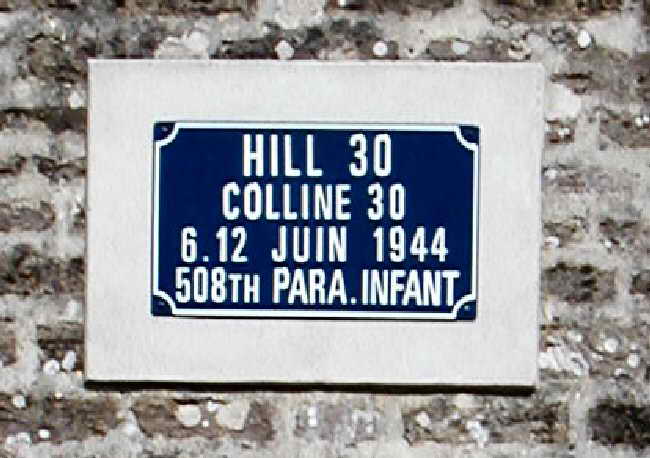 HILL 30
COLLINE 30
6.12 JUIN 1944
508TH PARA.INFANT